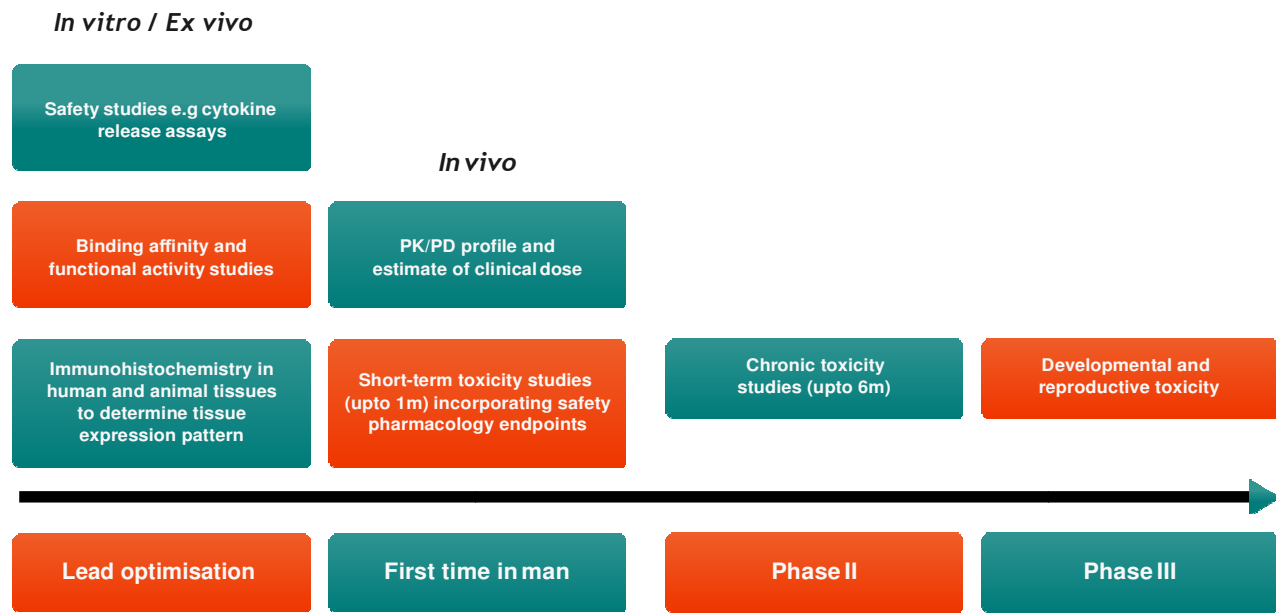 In vitro / Ex vivo
Safety studies e.g cytokine
release assays
In vivo
Binding affinity and
functional activity studies
PK/PD profile and
estimate of clinical dose
Immunohistochemistry in
human and animal tissues
to determine tissue
expression pattern
Short-term toxicity studies
(upto 1m) incorporating safety
pharmacology endpoints
Chronic toxicity
studies (upto 6m)
Developmental and
reproductive toxicity
Lead optimisation
First time in man
Phase II
Phase III